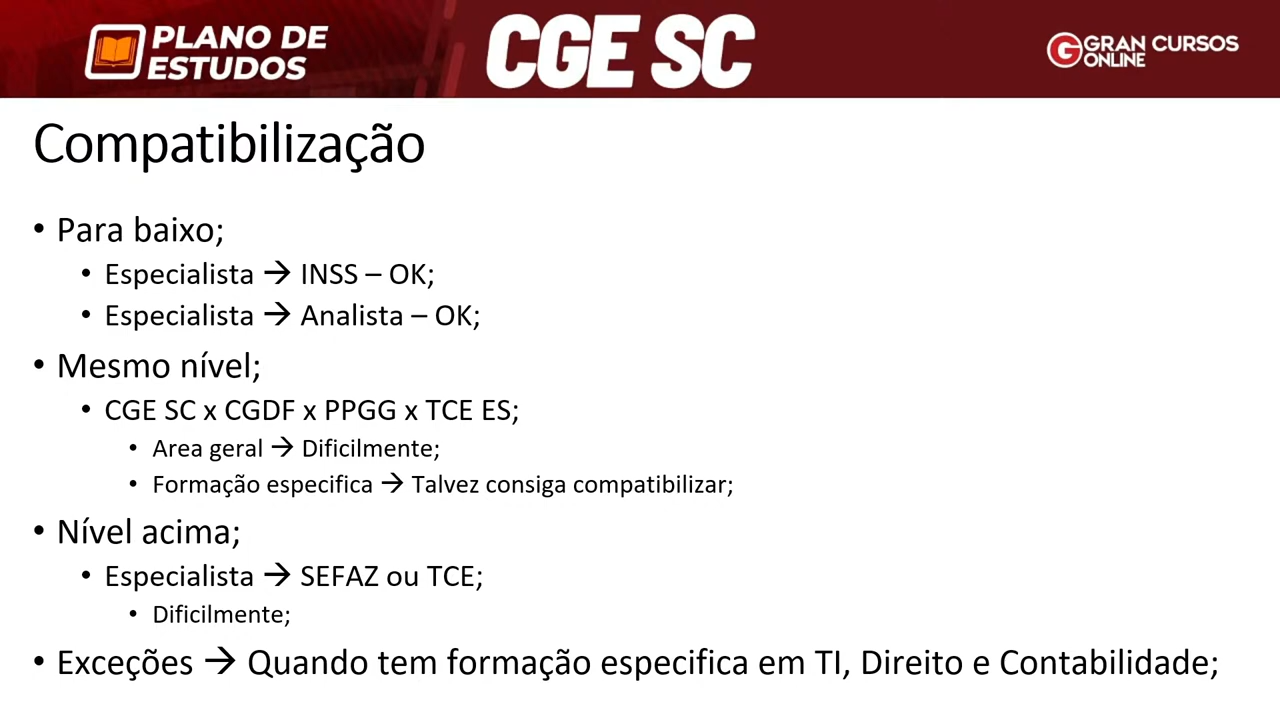 PLANO DE
ESTUDOS
CGE SC
GRAN CURSOS
ONLINE
Compatibilização
• Para baixo;
• Especialista → INSS – OK;
• Especialista → Analista – OK;
• Mesmo nível;
• CGE SC x CGDF x PPGG x TCE ES;
• Area geral → Dificilmente;
• Formação especifica → Talvez consiga compatibilizar;
• Nível acima;
• Especialista → SEFAZ ou TCE;
• Dificilmente;
• Exceções → Quando tem formação especifica em TI, Direito e Contabilidade;